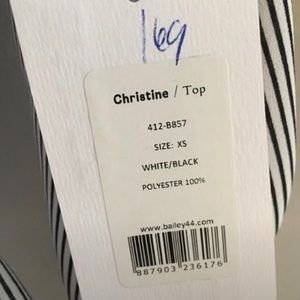 169
Christine / Top
412-B857
SIZE: XS
WHITE/BLACK
POLYESTER 100%
www.bailey44.com
887903 236176